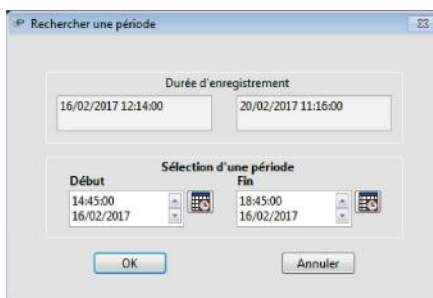 Rechercher une période
Durée d'enregistrement
16/02/2017 12:14:00 20/02/2017 11:16:00
Sélection d'une période
Début Fin
14:45:00 18:45:00
16/02/2017 16/02/2017
OK Annuler